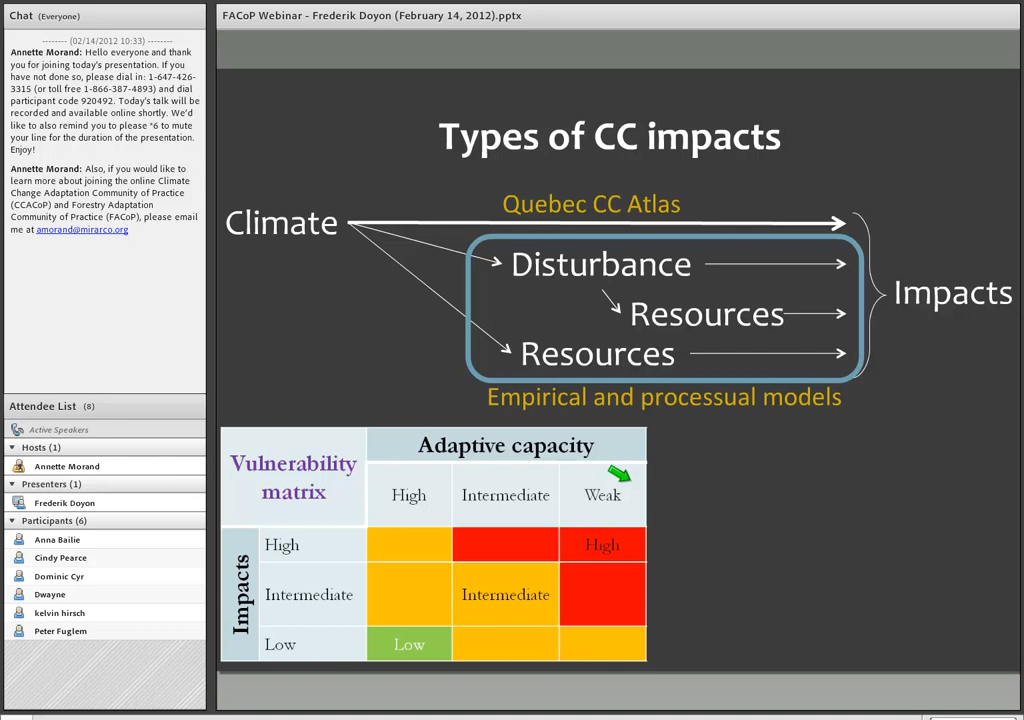 Chat (Everyone)
-------- (02/14/2012 10:33) --------
Annette Morand: Hello everyone and thank
you for joining today's presentation. If you
have not done so, please dial in: 1-647-426-
3315 (or toll free 1-866-387-4893) and dial
participant code 920492. Today's talk will be
recorded and available online shortly. We'd
like to also remind you to please *6 to mute
your line for the duration of the presentation.
Enjoy!
Annette Morand: Also, if you would like to
learn more about joining the online Climate
Change Adaptation Community of Practice
(CCACoP) and Forestry Adaptation
Community of Practice (FACoP), please email
me at amorand@mirarco.org
Attendee List (8)
Active Speakers
Hosts (1)
Annette Morand
Presenters (1)
Frederik Doyon
Participants (6)
Anna Bailie
Cindy Pearce
Dominic Cyr
Dwayne
kelvin hirsch
Peter Fuglem
FACoP Webinar - Frederik Doyon (February 14, 2012).pptx
Types of CC impacts
Quebec CC Atlas
Climate
Disturbance
Resources
Resources
Impacts
Empirical and processual models
Vulnerability
matrix
Adaptive capacity
High Intermediate Weak
Impacts
High High
Intermediate Intermediate
Low Low